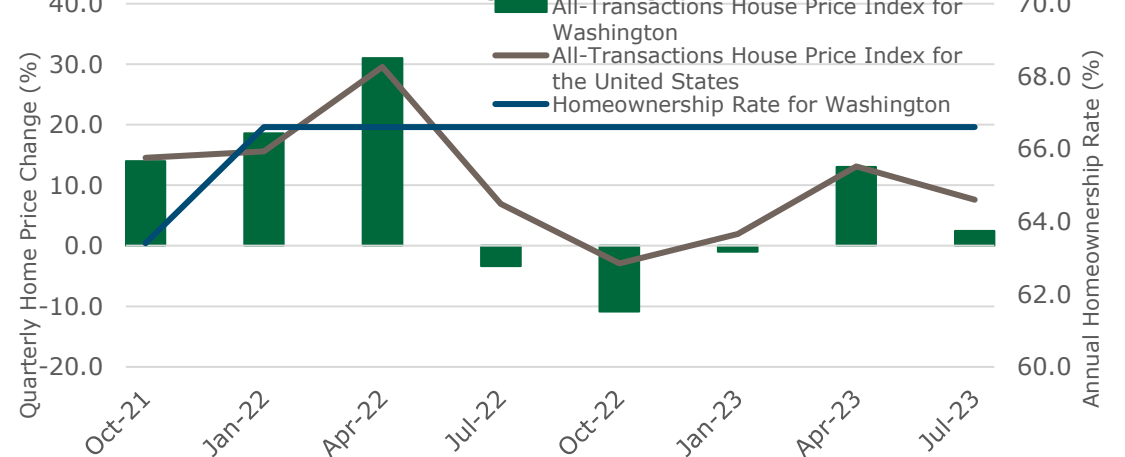 40.0
30.0
20.0
10.0
0.0
-10.0
-20.0
Quarterly Home Price Change (%)
All-Transactions House Price Index for
Washington
All-Transactions House Price Index for
the United States
Homeownership Rate for Washington
70.0
68.0
66.0
64.0
62.0
60.0
Annual Homeownership Rate (%)
Oct-21
Jan-22
Apr-22
Jul-22
Oct-22
Jan-23
Apr-23
Jul-23